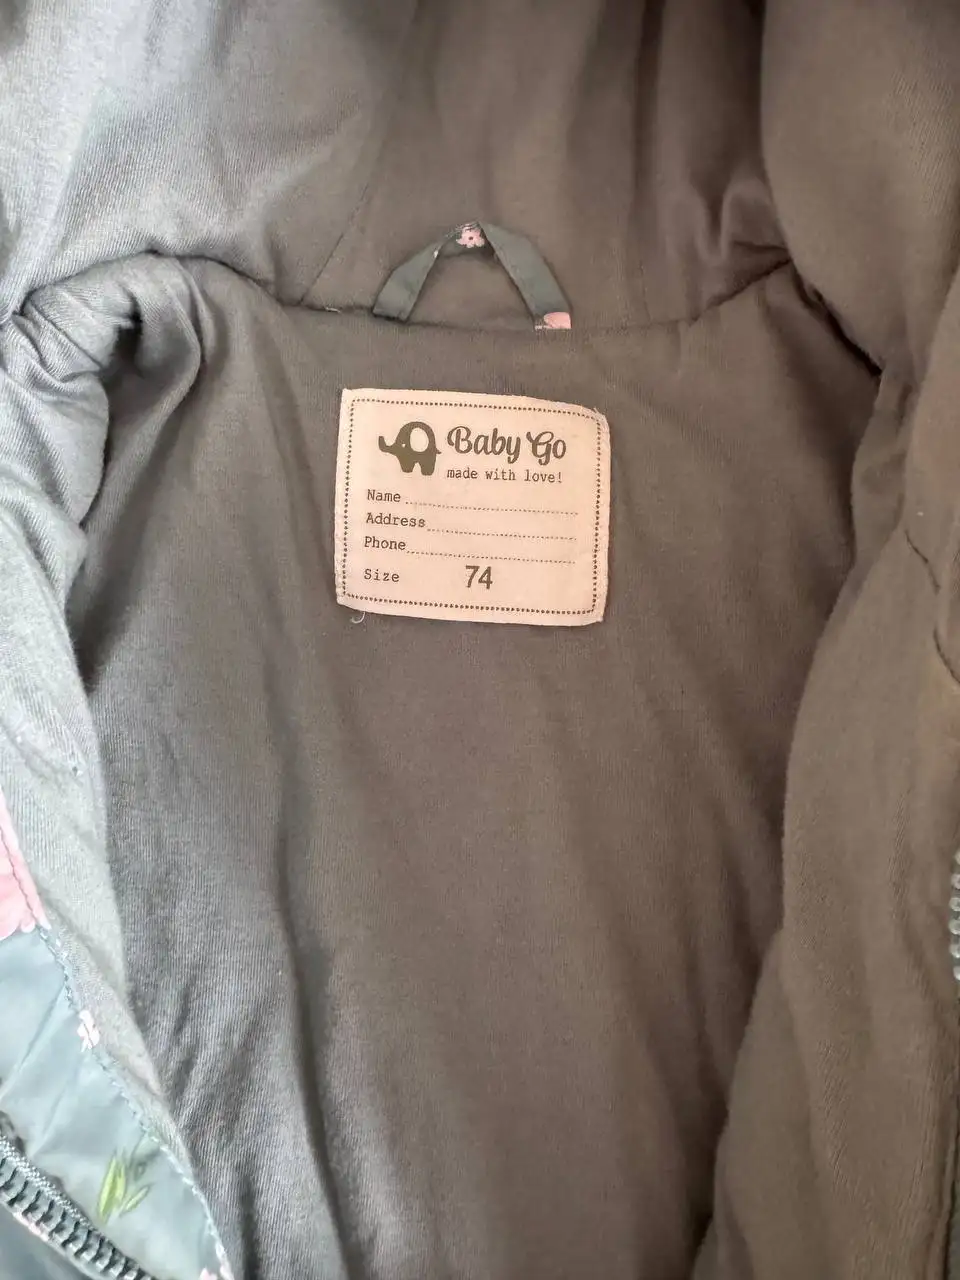 Baby Go
made with love!
Name
Address
Phone
Size 74